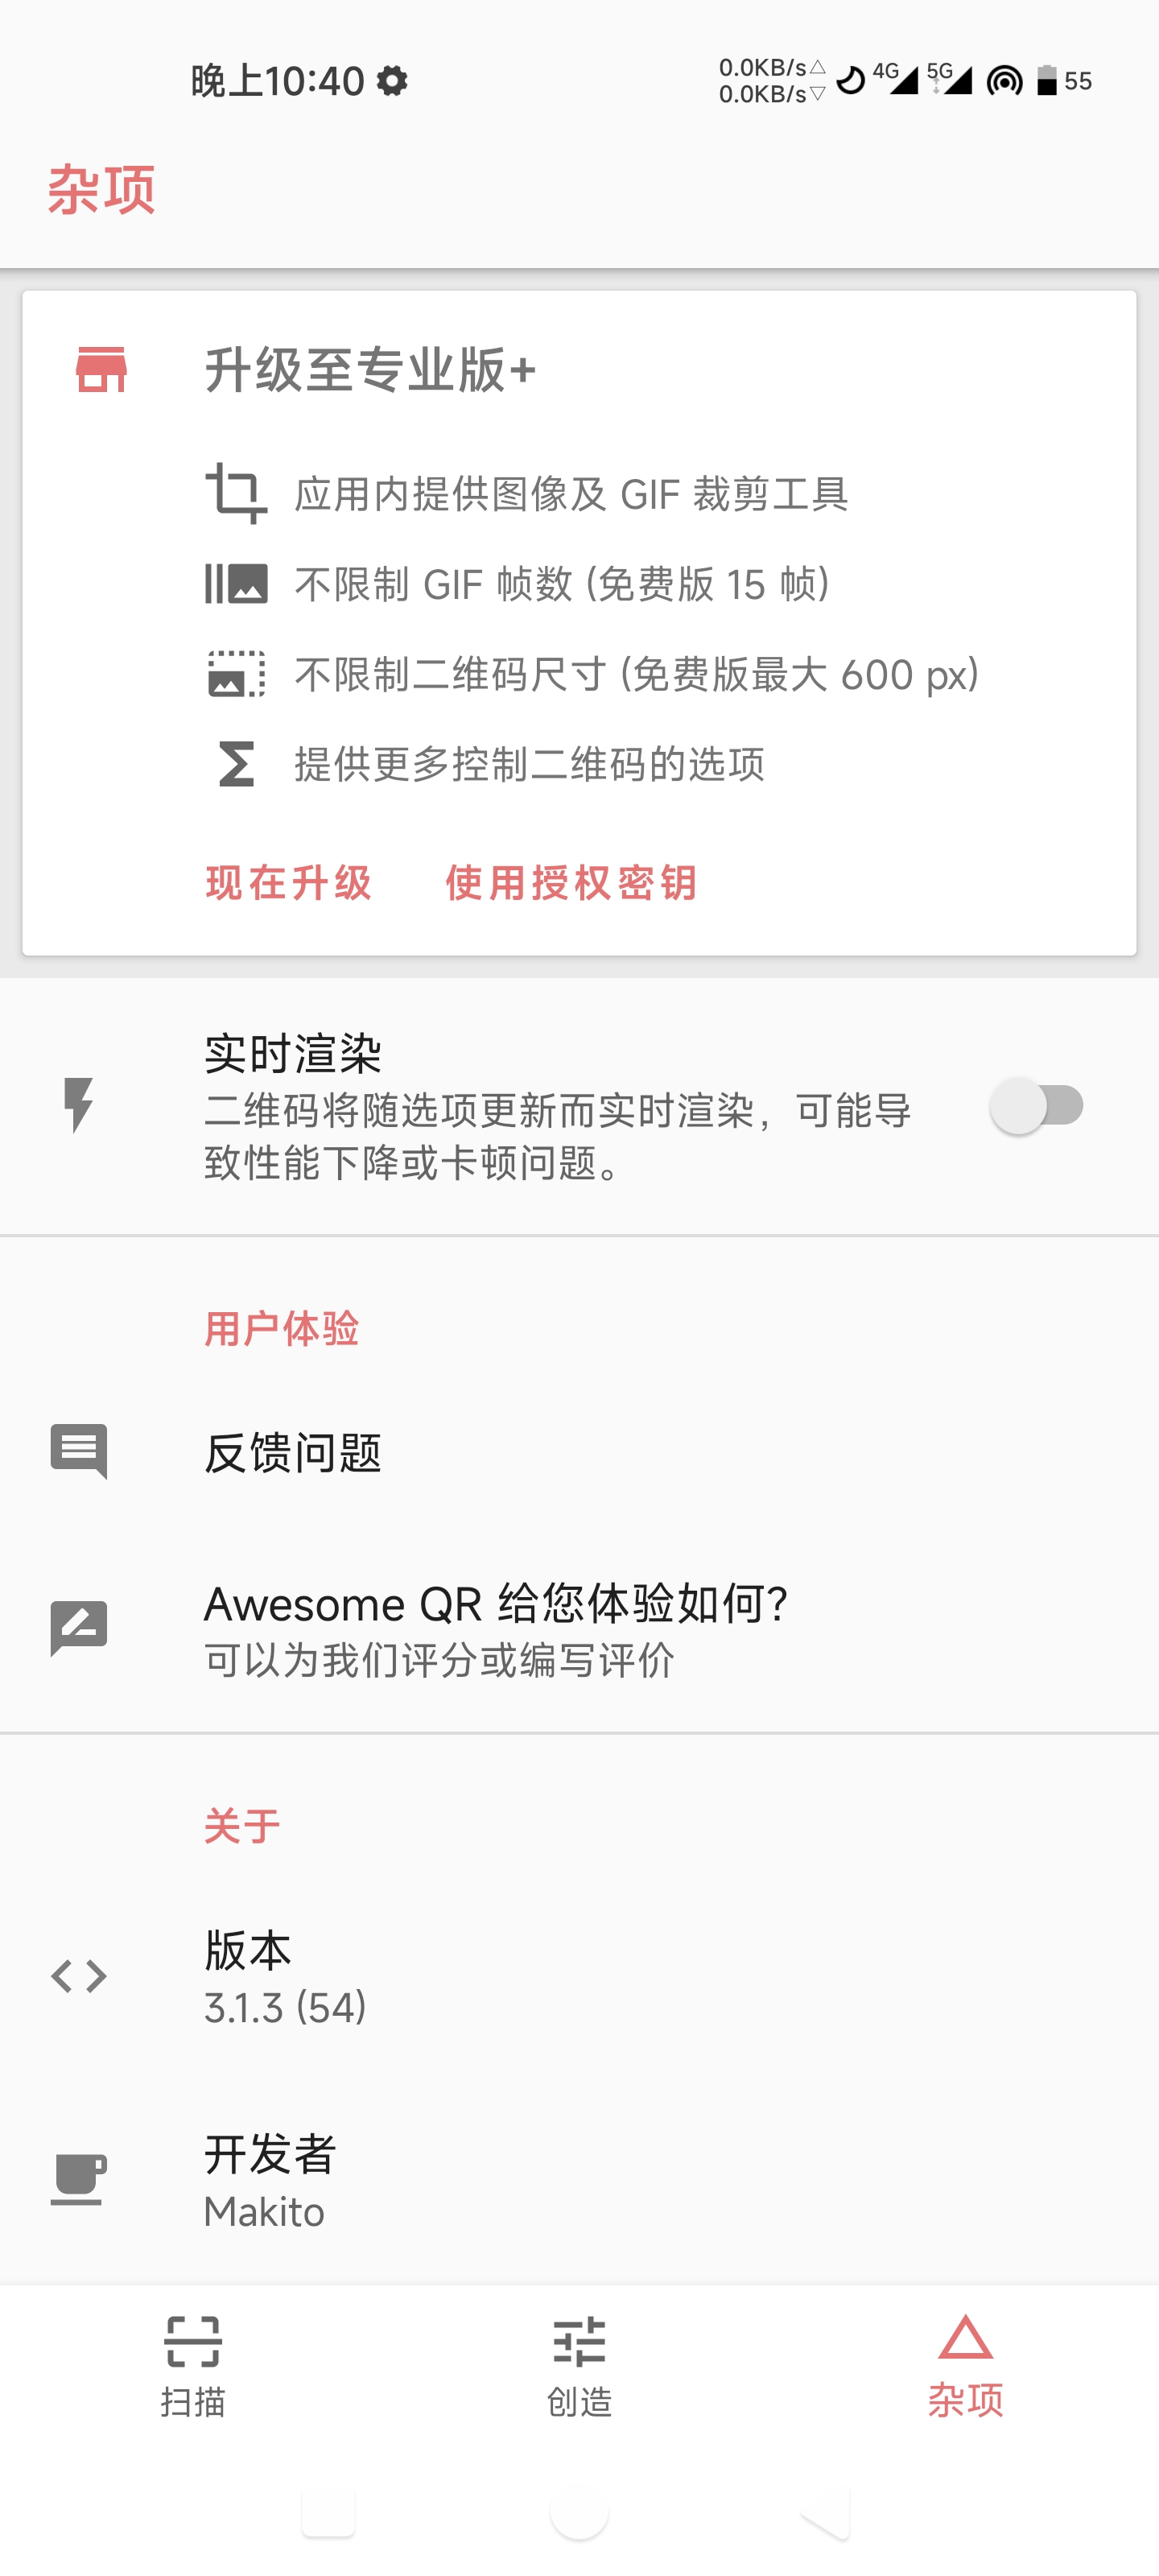 晚上10:40
0.0KB/s
0.0KB/s
4G
5G
55
杂项
升级至专业版+
应用内提供图像及 GIF 裁剪工具
不限制 GIF 帧数 (免费版 15 帧)
不限制二维码尺寸 (免费版最大 600 px)
提供更多控制二维码的选项
现在升级 使用授权密钥
实时渲染
二维码将随选项更新而实时渲染，可能导
致性能下降或卡顿问题。
用户体验
反馈问题
Awesome QR 给您体验如何?
可以为我们评分或编写评价
关于
版本
3.1.3 (54)
开发者
Makito
扫描
创造
杂项